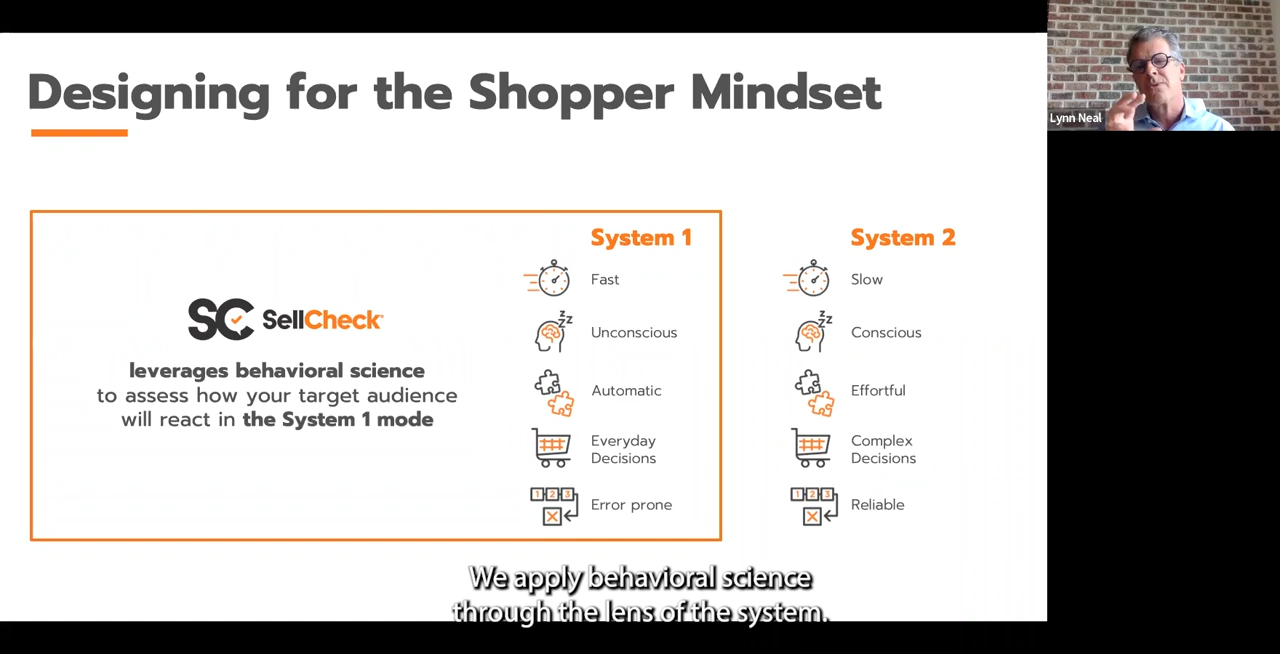 Designing for the Shopper Mindset
Lynn Neal
SC SellCheck
leverages behavioral science
to assess how your target audience
will react in the System 1 mode
System 1
Fast
zzz
Unconscious
Automatic
Everyday
Decisions
1 2 3
Error prone
System 2
Slow
zzz
Conscious
Effortful
Complex
Decisions
1 2 3
Reliable
We apply behavioral science
through the lens of the system.